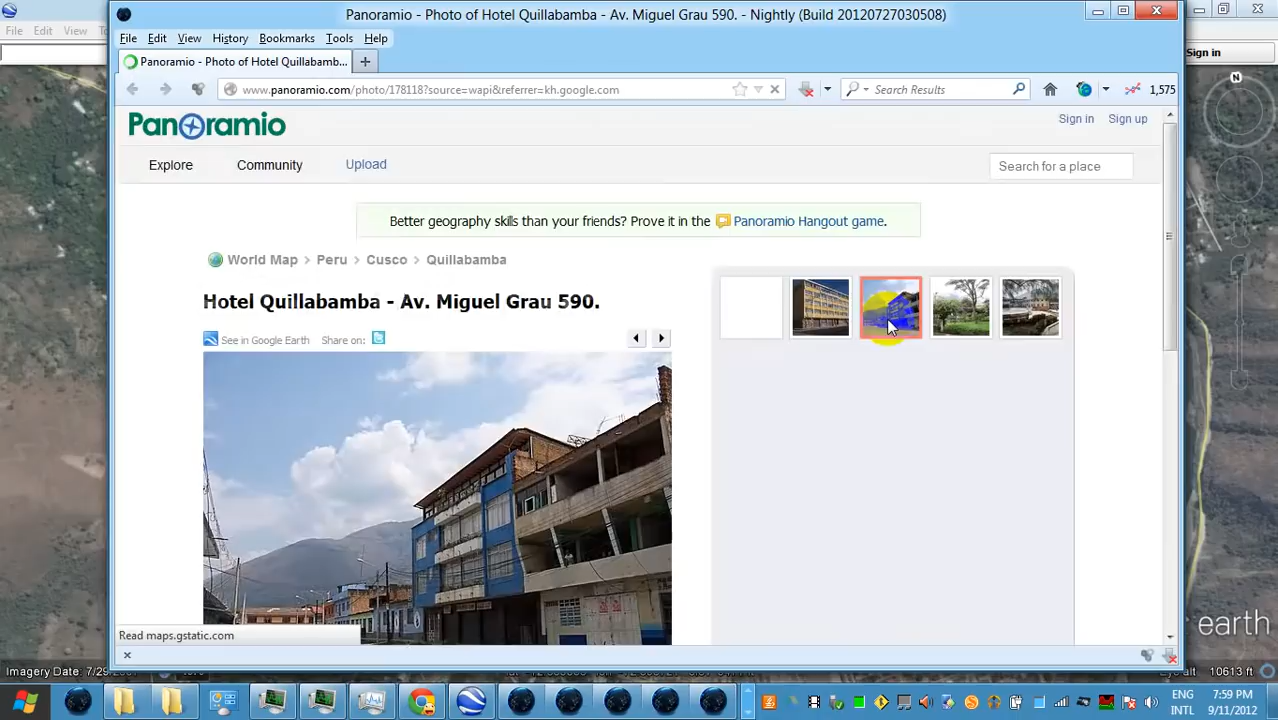 Panoramio - Photo of Hotel Quillabamba - Av. Miguel Grau 590. - Nightly (Build 20120727030508)
File Edit View
File Edit View History Bookmarks Tools Help
Panoramio - Photo of Hotel Quillabamb...
Sign in
www.panoramio.com/photo/178118?source=wapi&referrer=kh.google.com
Search Results
1,575
N
Panoramio
Sign in Sign up
Explore Community Upload
Search for a place
Better geography skills than your friends? Prove it in the Panoramio Hangout game.
World Map Peru Cusco Quillabamba
Hotel Quillabamba - Av. Miguel Grau 590.
See in Google Earth Share on:
earth
Read maps.gstatic.com
Imagery Date: 7/29/
10613 ft
ENG 7:59 PM
INTL 9/11/2012